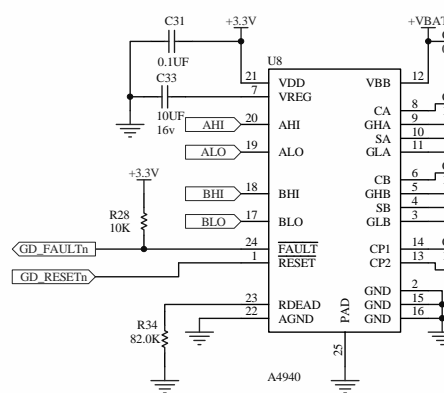 C31
+3.3V
+VBAT
0.1UF
U8
C33
21 VDD VBB 12
7 VREG
10UF
16v
CA 8
AHI 20 AHI GHA 9
SA 10
ALO 19 ALO GLA 11
+3.3V
CB 6
BHI 18 BHI GHB 5
SB 4
R28
10K
BLO 17 BLO GLB 3
GD_FAULTn 24 FAULT CP1 14
GD_RESETn 1 RESET CP2 13
GND 2
23 RDEAD GND 15
22 AGND GND 16
R34
82.0K
PAD
25
A4940